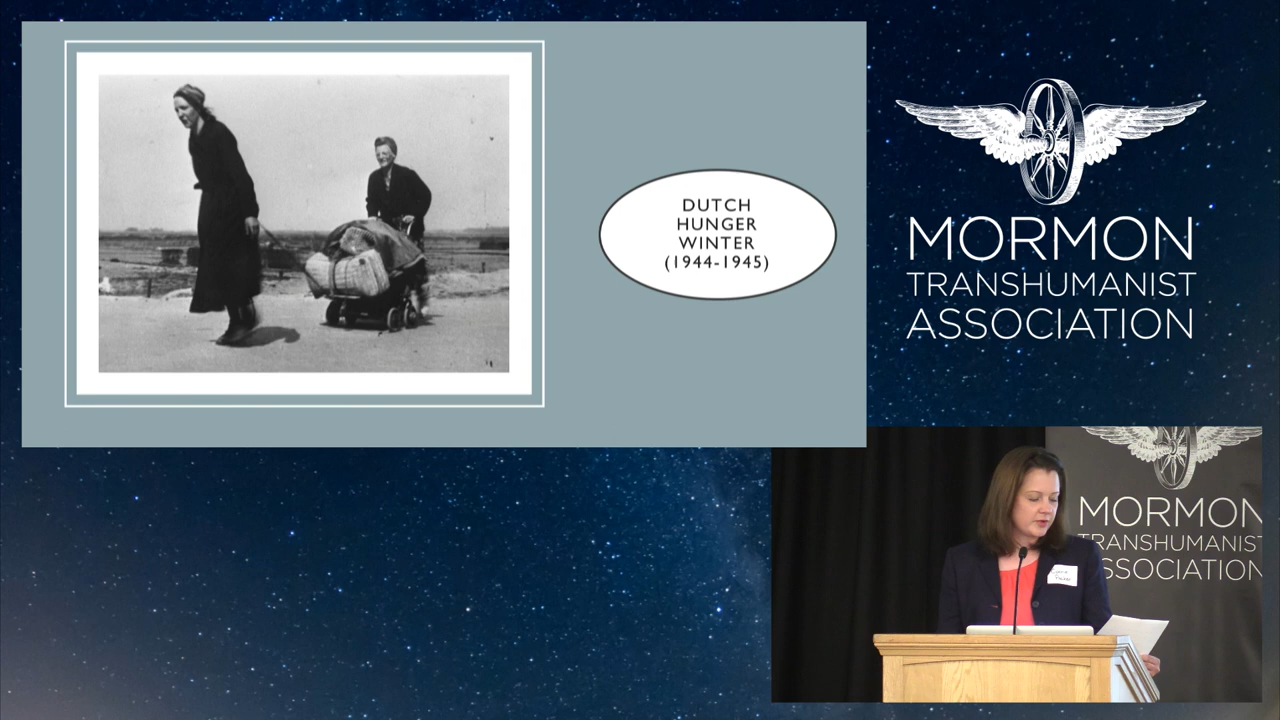 DUTCH
HUNGER
WINTER
(1944-1945)
MORMON
TRANSHUMANIST
ASSOCIATION
MORMON
TRANSHUMANIST
ASSOCIATION